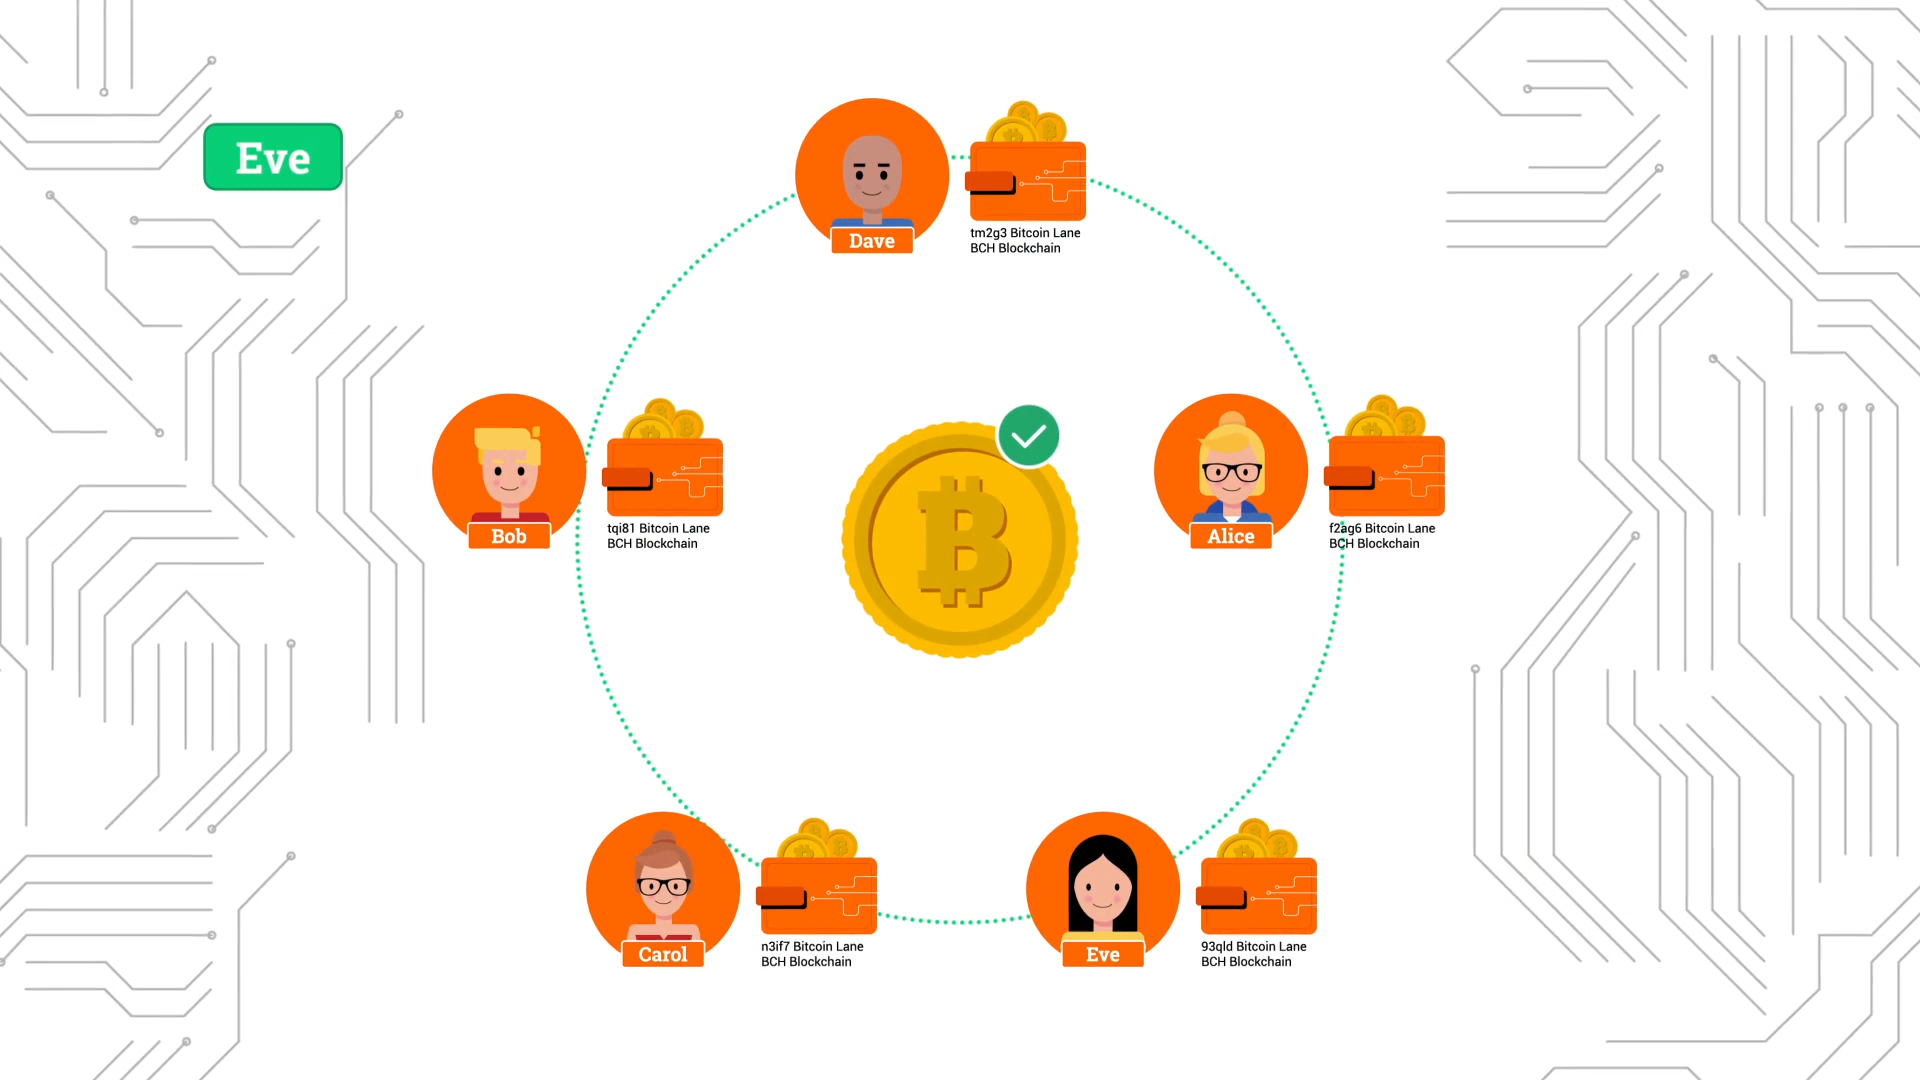 Eve
Dave
tm2g3 Bitcoin Lane
BCH Blockchain
Bob
tqi81 Bitcoin Lane
BCH Blockchain
Alice
f2ag6 Bitcoin Lane
BCH Blockchain
Carol
n3if7 Bitcoin Lane
BCH Blockchain
Eve
93qld Bitcoin Lane
BCH Blockchain